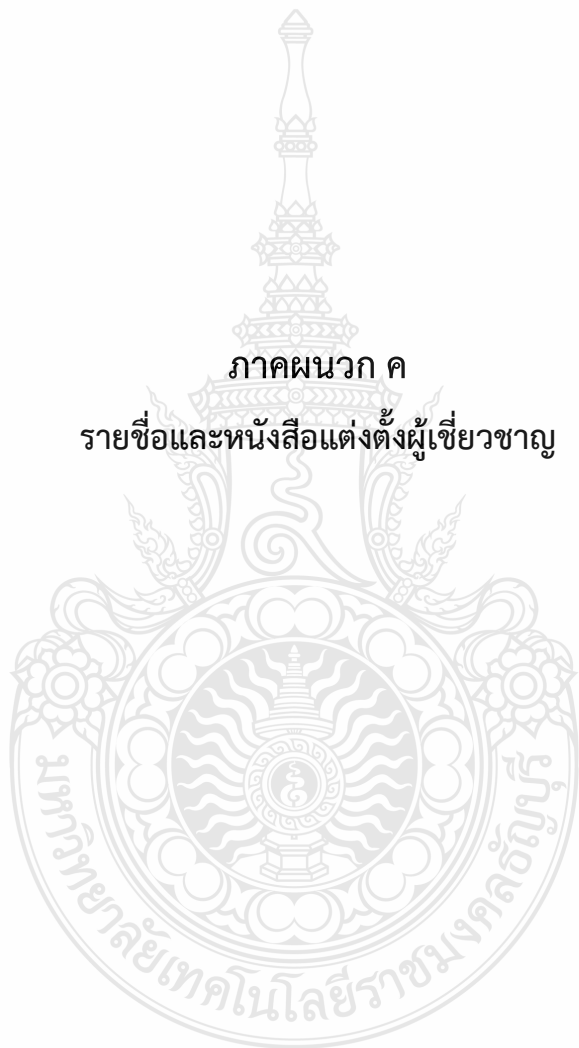 ภาคผนวก ค
รายชื่อและหนังสือแต่งตั้งผู้เชี่ยวชาญ
มหาวิทยาลัยเทคโนโลยีราชมงคลธัญบุรี